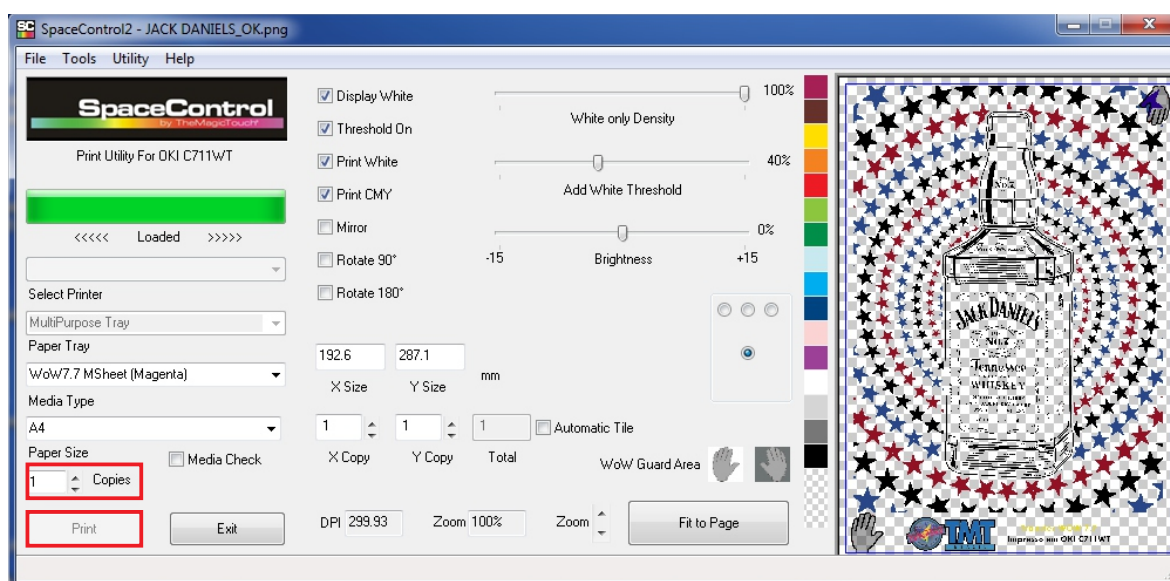 SC SpaceControl2 - JACK DANIELS_OK.png
File Tools Utility Help
SpaceControl
by TheMagicTouch
Print Utility For OKI C711WT
<<<<< Loaded >>>>>
Select Printer
MultiPurpose Tray
Paper Tray
WoW7.7 MSheet (Magenta)
Media Type
A4
Paper Size
Media Check
1 Copies
Print Exit
Display White
Threshold On
Print White
Print CMY
Mirror
Rotate 90°
Rotate 180°
100%
White only Density
40%
Add White Threshold
0%
-15 Brightness +15
192.6 287.1 mm
X Size Y Size
1 1 1 Automatic Tile
X Copy Y Copy Total
WoW Guard Area
DPI 299.93 Zoom 100% Zoom Fit to Page
No.7
JACK DANIEL'S
No.7
Tennessee
WHISKEY
TMT
Impresso em OKI C711WT